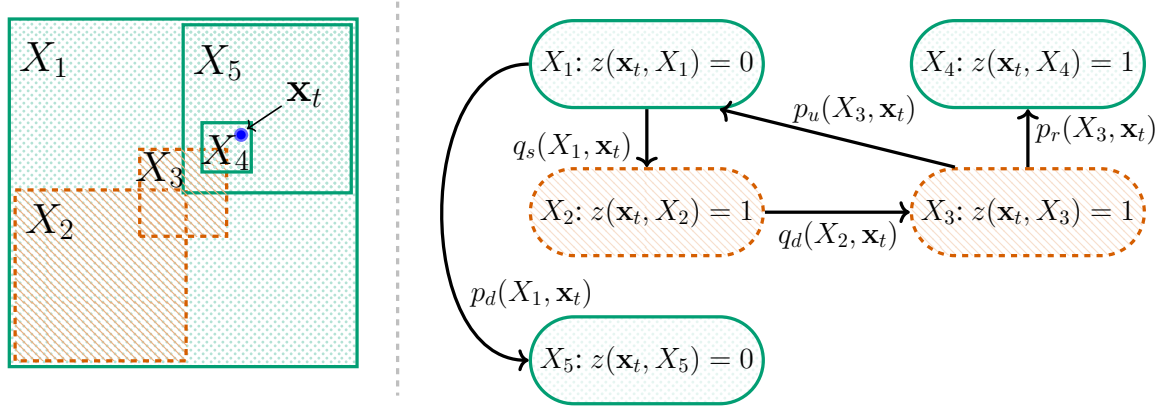 X₁
X₅
𝐱ₜ
X₄
X₃
X₂
X₁: z(𝐱ₜ, X₁) = 0
X₄: z(𝐱ₜ, X₄) = 1
pᵤ(X₃, 𝐱ₜ)
pᵣ(X₃, 𝐱ₜ)
qₛ(X₁, 𝐱ₜ)
X₂: z(𝐱ₜ, X₂) = 1
X₃: z(𝐱ₜ, X₃) = 1
q_d(X₂, 𝐱ₜ)
p_d(X₁, 𝐱ₜ)
X₅: z(𝐱ₜ, X₅) = 0